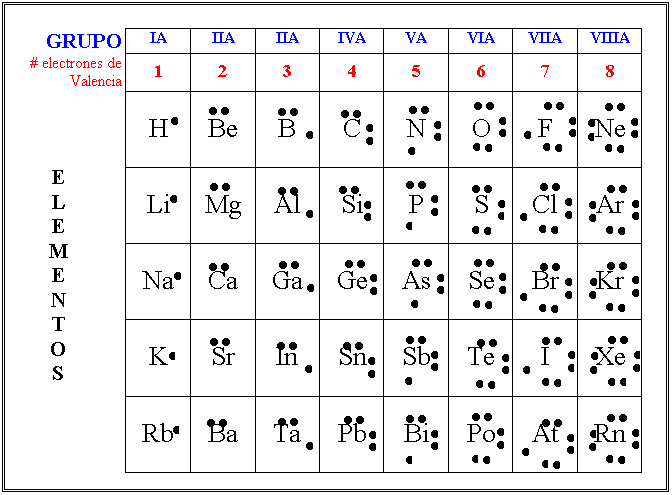 GRUPO IA IIA IIA IVA VA VIA VIIA VIIIA
# electrones de
Valencia 1 2 3 4 5 6 7 8
ELEMENTOS
H Be B C N O F Ne
Li Mg Al Si P S Cl Ar
Na Ca Ga Ge As Se Br Kr
K Sr In Sn Sb Te I Xe
Rb Ba Ta Pb Bi Po At Rn